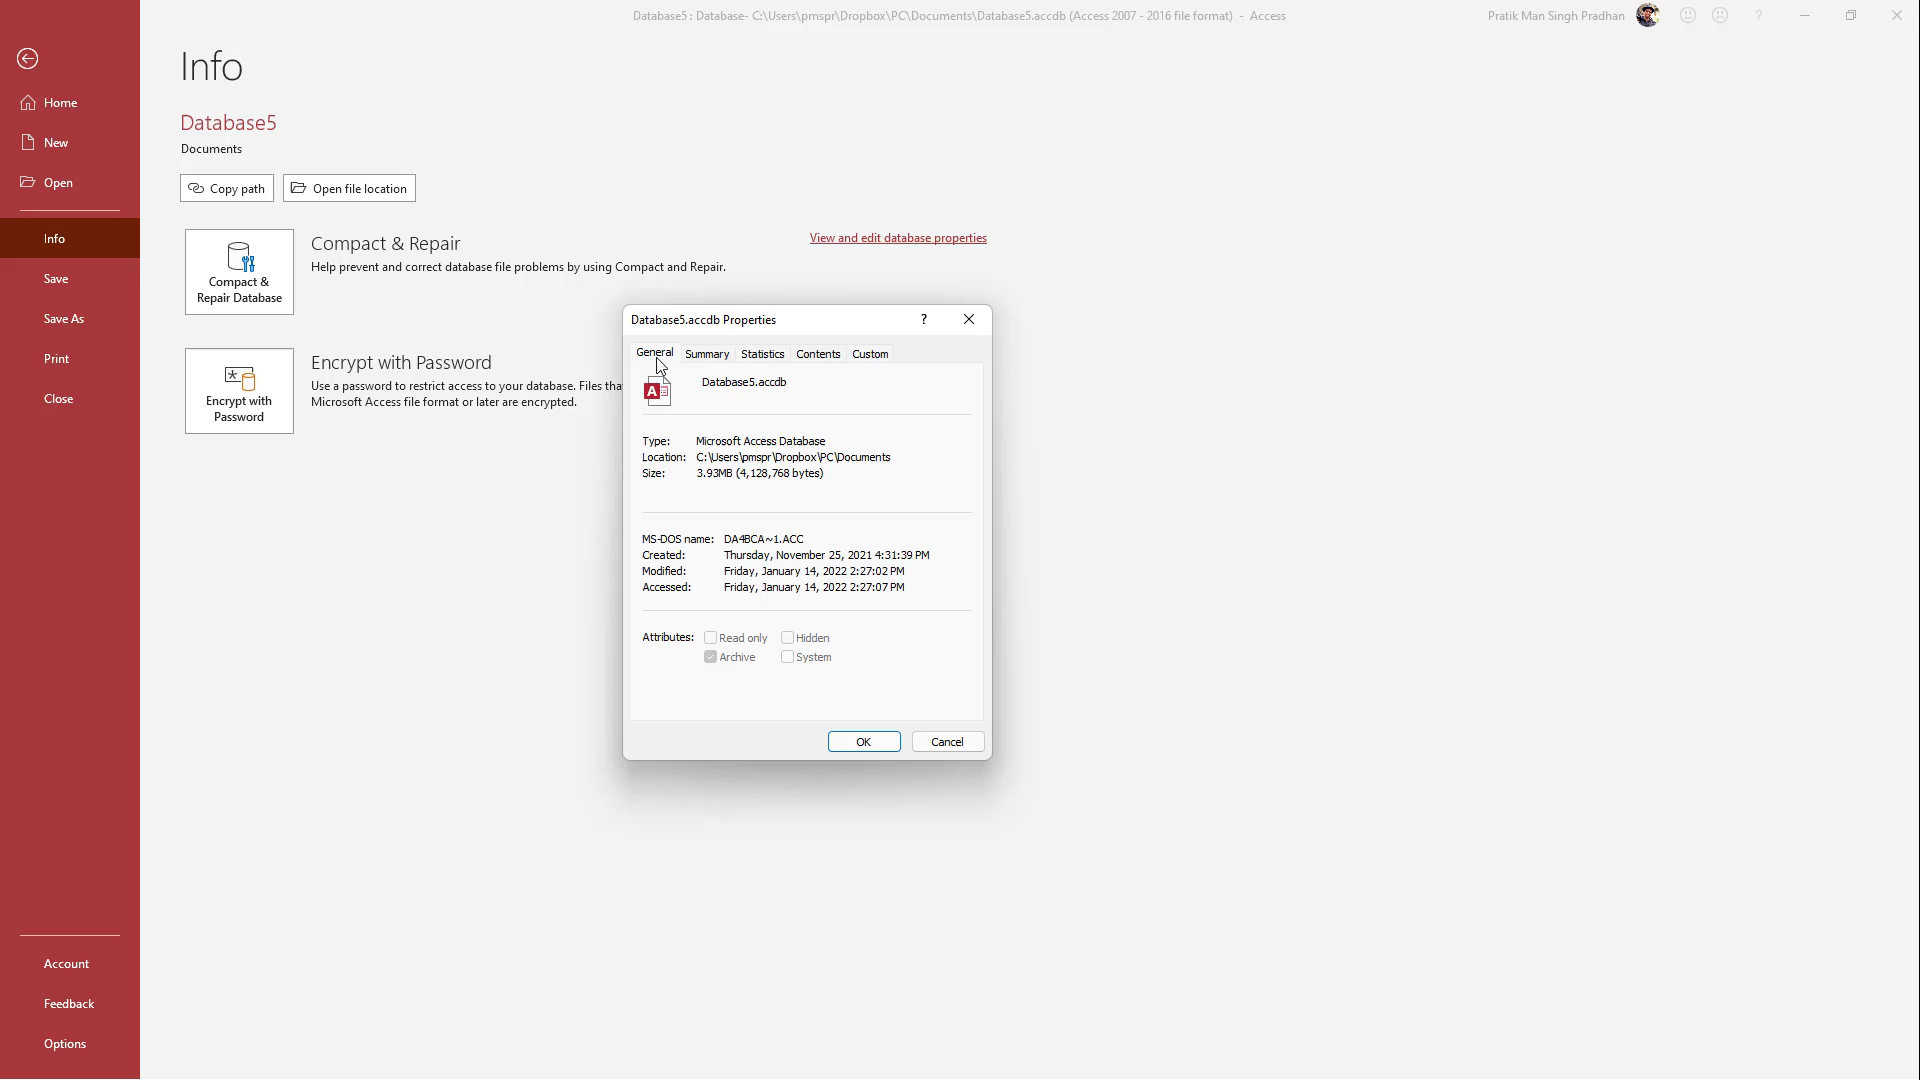 Database5 : Database- C:\Users\pmspr\Dropbox\PC\Documents\Database5.accdb (Access 2007 - 2016 file format) - Access
Pratik Man Singh Pradhan
?
Info
Home
New
Open
Info
Save
Save As
Print
Close
Account
Feedback
Options
Database5
Documents
Copy path
Open file location
Compact &
Repair Database
Compact & Repair
Help prevent and correct database file problems by using Compact and Repair.
View and edit database properties
Encrypt with
Password
Encrypt with Password
Use a password to restrict access to your database. Files tha
Microsoft Access file format or later are encrypted.
Database5.accdb Properties
?
General
Summary
Statistics
Contents
Custom
A
Database5.accdb
Type: Microsoft Access Database
Location: C:\Users\pmspr\Dropbox\PC\Documents
Size: 3.93MB (4,128,768 bytes)
MS-DOS name: DA4BCA~1.ACC
Created: Thursday, November 25, 2021 4:31:39 PM
Modified: Friday, January 14, 2022 2:27:02 PM
Accessed: Friday, January 14, 2022 2:27:07 PM
Attributes: Read only Hidden
Archive System
OK
Cancel